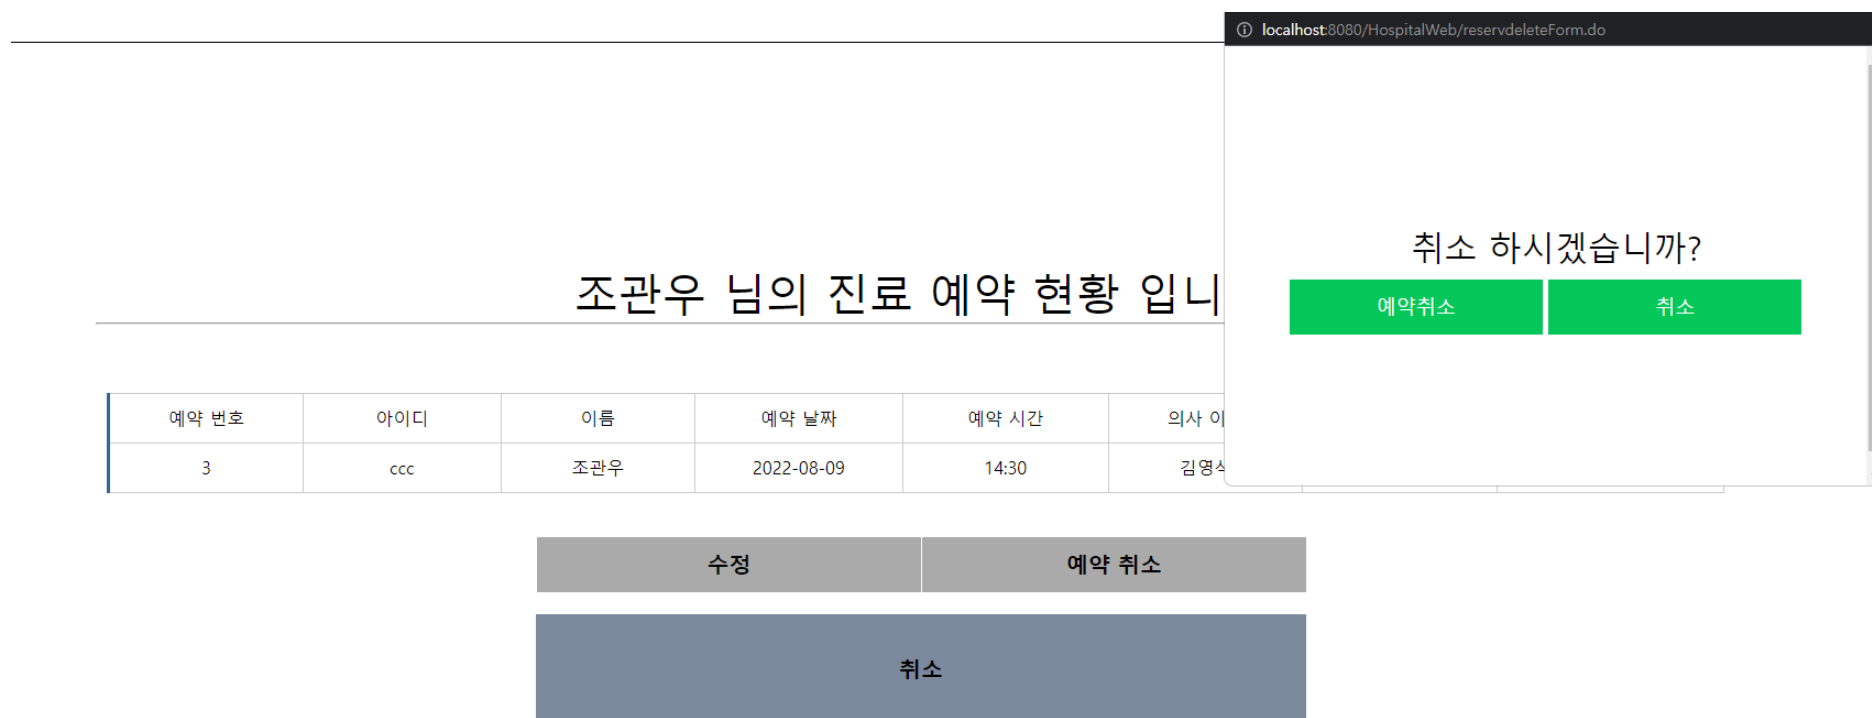 localhost:8080/HospitalWeb/reservdeleteForm.do
취소 하시겠습니까?
예약취소 취소
조관우 님의 진료 예약 현황 입니
예약 번호 아이디 이름 예약 날짜 예약 시간 의사
3 ccc 조관우 2022-08-09 14:30
수정 예약 취소
취소